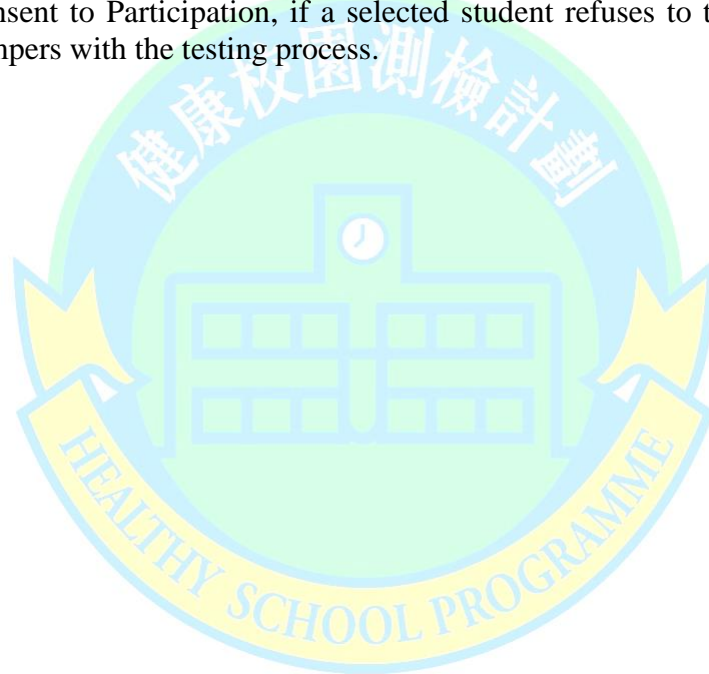 nsent to Participation, if a selected student refuses to t
mpers with the testing process.
健康校園測檢計劃
HEALTHY SCHOOL PROGRAMME